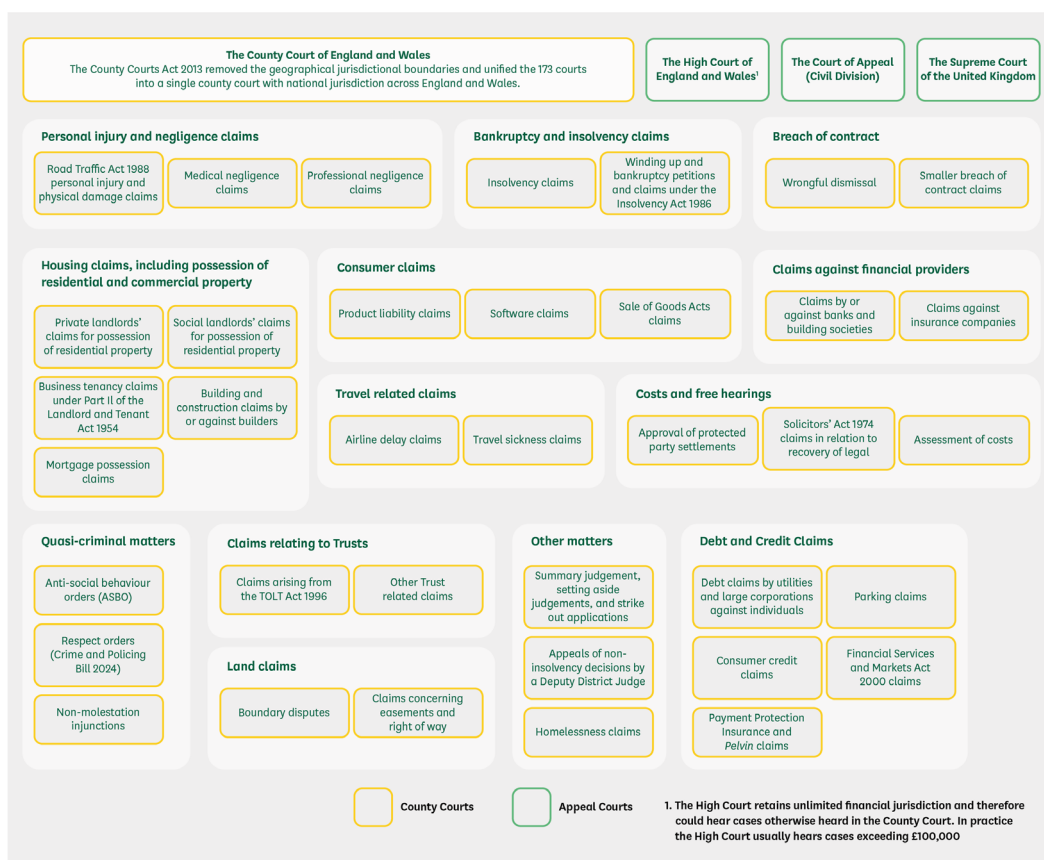 The County Court of England and Wales
The County Courts Act 2013 removed the geographical jurisdictional boundaries and unified the 173 courts
into a single county court with national jurisdiction across England and Wales.
The High Court of
England and Wales¹
The Court of Appeal
(Civil Division)
The Supreme Court
of the United Kingdom
Personal injury and negligence claims
Road Traffic Act 1988
personal injury and
physical damage claims
Medical negligence
claims
Professional negligence
claims
Bankruptcy and insolvency claims
Insolvency claims
Winding up and
bankruptcy petitions
and claims under the
Insolvency Act 1986
Breach of contract
Wrongful dismissal
Smaller breach of
contract claims
Housing claims, including possession of
residential and commercial property
Private landlords'
claims for possession
of residential property
Social landlords' claims
for possession of
residential property
Business tenancy claims
under Part II of the
Landlord and Tenant
Act 1954
Building and
construction claims by
or against builders
Mortgage possession
claims
Consumer claims
Product liability claims
Software claims
Sale of Goods Acts
claims
Claims against financial providers
Claims by or
against banks and
building societies
Claims against
insurance companies
Travel related claims
Airline delay claims
Travel sickness claims
Costs and free hearings
Approval of protected
party settlements
Solicitors' Act 1974
claims in relation to
recovery of legal
Assessment of costs
Quasi-criminal matters
Anti-social behaviour
orders (ASBO)
Respect orders
(Crime and Policing
Bill 2024)
Non-molestation
injunctions
Claims relating to Trusts
Claims arising from
the TOLT Act 1996
Other Trust
related claims
Land claims
Boundary disputes
Claims concerning
easements and
right of way
Other matters
Summary judgement,
setting aside
judgements, and strike
out applications
Appeals of non-
insolvency decisions by
a Deputy District Judge
Homelessness claims
Debt and Credit Claims
Debt claims by utilities
and large corporations
against individuals
Parking claims
Consumer credit
claims
Financial Services
and Markets Act
2000 claims
Payment Protection
Insurance and
Pelvin claims
County Courts
Appeal Courts
1. The High Court retains unlimited financial jurisdiction and therefore
could hear cases otherwise heard in the County Court. In practice
the High Court usually hears cases exceeding £100,000